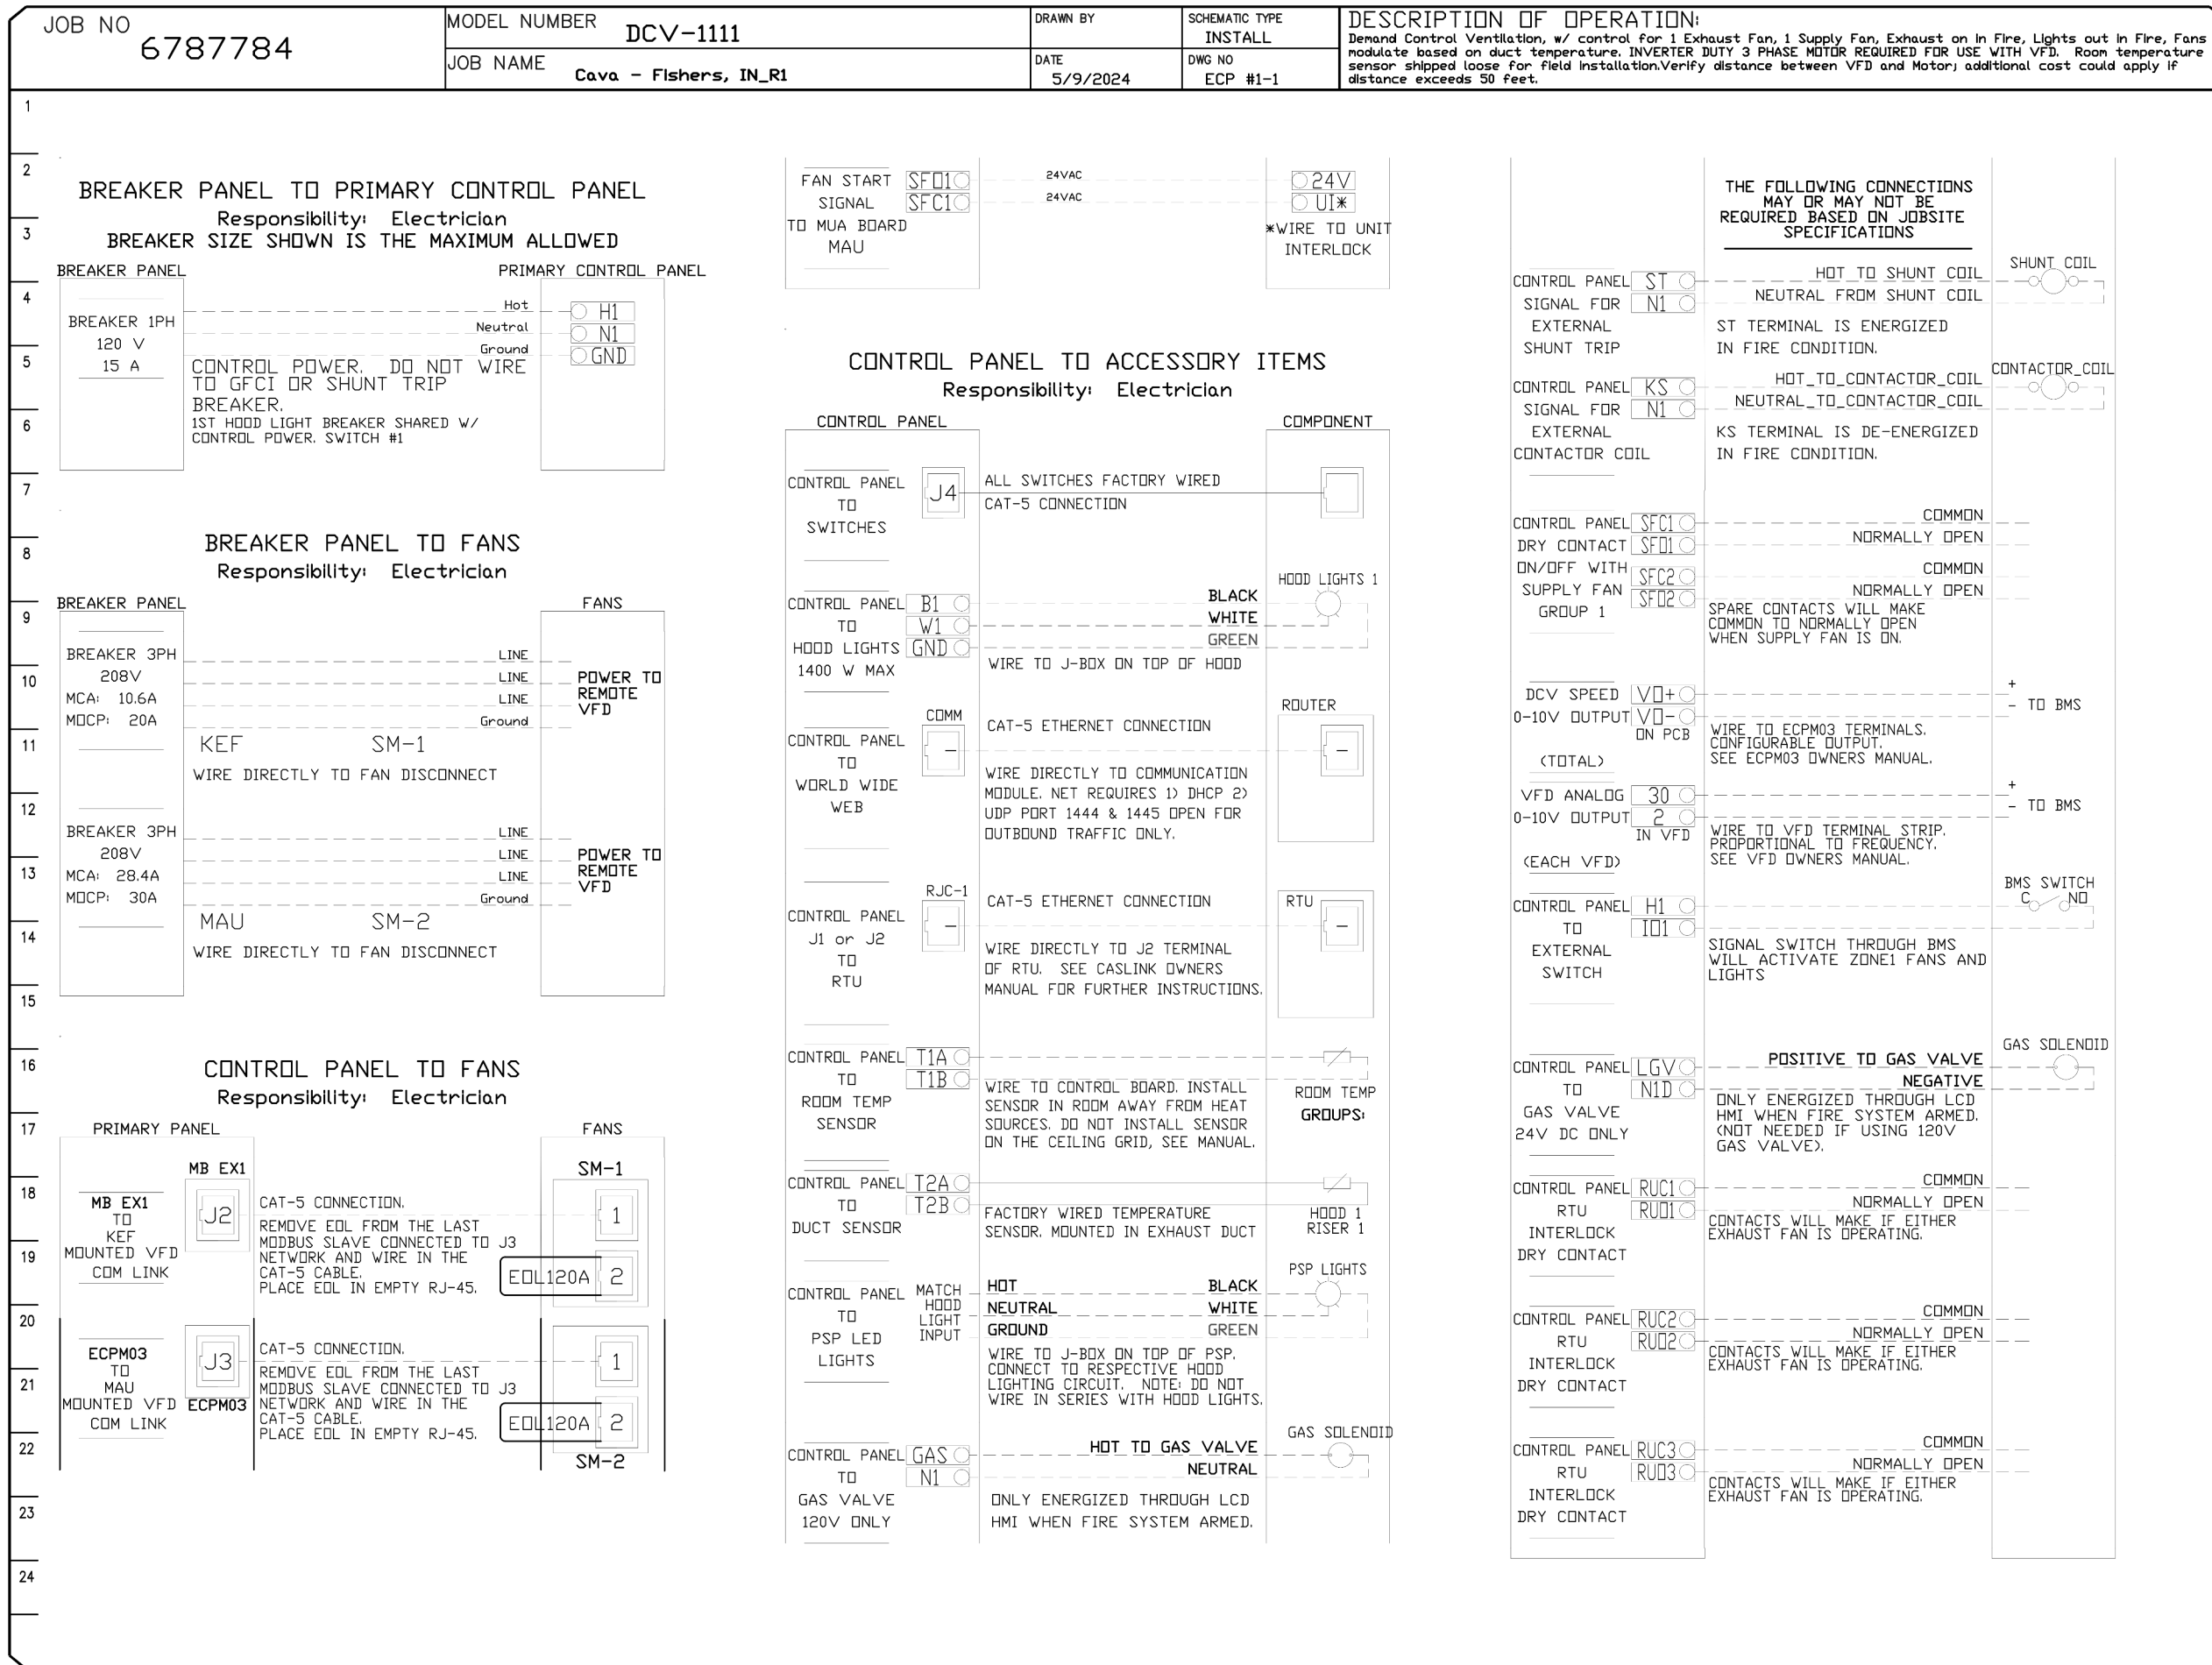 JOB NO
6787784
MODEL NUMBER
DCV-1111
JOB NAME
Cava - Fishers, IN_R1
DRAWN BY
DATE
5/9/2024
SCHEMATIC TYPE
INSTALL
DWG NO
ECP #1-1
DESCRIPTION OF OPERATION:
Demand Control Ventilation, w/ control for 1 Exhaust Fan, 1 Supply Fan, Exhaust on in Fire, Lights out in Fire, Fans
modulate based on duct temperature. INVERTER DUTY 3 PHASE MOTOR REQUIRED FOR USE WITH VFD. Room temperature
sensor shipped loose for field installation.Verify distance between VFD and Motor; additional cost could apply if
distance exceeds 50 feet.
1
2
3
4
5
6
7
8
9
10
11
12
13
14
15
16
17
18
19
20
21
22
23
24
BREAKER PANEL TO PRIMARY CONTROL PANEL
Responsibility: Electrician
BREAKER SIZE SHOWN IS THE MAXIMUM ALLOWED
BREAKER PANEL
PRIMARY CONTROL PANEL
BREAKER 1PH
120 V
15 A
Hot
H1
Neutral
N1
Ground
GND
CONTROL POWER. DO NOT WIRE
TO GFCI OR SHUNT TRIP
BREAKER.
1ST HOOD LIGHT BREAKER SHARED W/
CONTROL POWER. SWITCH #1
BREAKER PANEL TO FANS
Responsibility: Electrician
BREAKER PANEL
FANS
BREAKER 3PH
208V
MCA: 10.6A
MOCP: 20A
LINE
LINE
LINE
Ground
POWER TO
REMOTE
VFD
KEF
SM-1
WIRE DIRECTLY TO FAN DISCONNECT
BREAKER 3PH
208V
MCA: 28.4A
MOCP: 30A
LINE
LINE
LINE
Ground
POWER TO
REMOTE
VFD
MAU
SM-2
WIRE DIRECTLY TO FAN DISCONNECT
CONTROL PANEL TO FANS
Responsibility: Electrician
PRIMARY PANEL
FANS
MB EX1
SM-1
MB EX1
TO
KEF
MOUNTED VFD
COM LINK
J2
CAT-5 CONNECTION.
REMOVE EOL FROM THE LAST
MODBUS SLAVE CONNECTED TO J3
NETWORK AND WIRE IN THE
CAT-5 CABLE.
PLACE EOL IN EMPTY RJ-45.
1
EOL120A
2
ECPM03
TO
MAU
MOUNTED VFD
COM LINK
J3
ECPM03
CAT-5 CONNECTION.
REMOVE EOL FROM THE LAST
MODBUS SLAVE CONNECTED TO J3
NETWORK AND WIRE IN THE
CAT-5 CABLE.
PLACE EOL IN EMPTY RJ-45.
1
EOL120A
2
SM-2
FAN START
SIGNAL
TO MUA BOARD
MAU
SFO1
SFC1
24VAC
24VAC
24V
UI*
*WIRE TO UNIT
INTERLOCK
CONTROL PANEL TO ACCESSORY ITEMS
Responsibility: Electrician
CONTROL PANEL
COMPONENT
CONTROL PANEL
TO
SWITCHES
J4
ALL SWITCHES FACTORY WIRED
CAT-5 CONNECTION
CONTROL PANEL
TO
HOOD LIGHTS
1400 W MAX
B1
W1
GND
BLACK
WHITE
GREEN
HOOD LIGHTS 1
WIRE TO J-BOX ON TOP OF HOOD
CONTROL PANEL
TO
WORLD WIDE
WEB
COMM
CAT-5 ETHERNET CONNECTION
ROUTER
WIRE DIRECTLY TO COMMUNICATION
MODULE. NET REQUIRES 1) DHCP 2)
UDP PORT 1444 & 1445 OPEN FOR
OUTBOUND TRAFFIC ONLY.
CONTROL PANEL
J1 or J2
TO
RTU
RJC-1
CAT-5 ETHERNET CONNECTION
RTU
WIRE DIRECTLY TO J2 TERMINAL
OF RTU. SEE CASLINK OWNERS
MANUAL FOR FURTHER INSTRUCTIONS.
CONTROL PANEL
TO
ROOM TEMP
SENSOR
T1A
T1B
WIRE TO CONTROL BOARD. INSTALL
SENSOR IN ROOM AWAY FROM HEAT
SOURCES. DO NOT INSTALL SENSOR
ON THE CEILING GRID, SEE MANUAL.
ROOM TEMP
GROUPS:
CONTROL PANEL
TO
DUCT SENSOR
T2A
T2B
FACTORY WIRED TEMPERATURE
SENSOR. MOUNTED IN EXHAUST DUCT
HOOD 1
RISER 1
CONTROL PANEL
TO
PSP LED
LIGHTS
MATCH
HOOD
LIGHT
INPUT
HOT
NEUTRAL
GROUND
BLACK
WHITE
GREEN
PSP LIGHTS
WIRE TO J-BOX ON TOP OF PSP.
CONNECT TO RESPECTIVE HOOD
LIGHTING CIRCUIT. NOTE: DO NOT
WIRE IN SERIES WITH HOOD LIGHTS.
CONTROL PANEL
TO
GAS VALVE
120V ONLY
GAS
N1
HOT TO GAS VALVE
NEUTRAL
GAS SOLENOID
ONLY ENERGIZED THROUGH LCD
HMI WHEN FIRE SYSTEM ARMED.
THE FOLLOWING CONNECTIONS
MAY OR MAY NOT BE
REQUIRED BASED ON JOBSITE
SPECIFICATIONS
CONTROL PANEL
SIGNAL FOR
EXTERNAL
SHUNT TRIP
ST
N1
HOT TO SHUNT COIL
NEUTRAL FROM SHUNT COIL
SHUNT COIL
ST TERMINAL IS ENERGIZED
IN FIRE CONDITION.
CONTROL PANEL
SIGNAL FOR
EXTERNAL
CONTACTOR COIL
KS
N1
HOT_TO_CONTACTOR_COIL
NEUTRAL_TO_CONTACTOR_COIL
CONTACTOR_COIL
KS TERMINAL IS DE-ENERGIZED
IN FIRE CONDITION.
CONTROL PANEL
DRY CONTACT
ON/OFF WITH
SUPPLY FAN
GROUP 1
SFC1
SFO1
SFC2
SFO2
COMMON
NORMALLY OPEN
COMMON
NORMALLY OPEN
SPARE CONTACTS WILL MAKE
COMMON TO NORMALLY OPEN
WHEN SUPPLY FAN IS ON.
DCV SPEED
0-10V OUTPUT
(TOTAL)
VO+
VO-
ON PCB
+
- TO BMS
WIRE TO ECPM03 TERMINALS.
CONFIGURABLE OUTPUT.
SEE ECPM03 OWNERS MANUAL.
VFD ANALOG
0-10V OUTPUT
(EACH VFD)
30
2
IN VFD
+
- TO BMS
WIRE TO VFD TERMINAL STRIP.
PROPORTIONAL TO FREQUENCY.
SEE VFD OWNERS MANUAL.
CONTROL PANEL
TO
EXTERNAL
SWITCH
H1
IO1
BMS SWITCH
C NO
SIGNAL SWITCH THROUGH BMS
WILL ACTIVATE ZONE1 FANS AND
LIGHTS
CONTROL PANEL
TO
GAS VALVE
24V DC ONLY
LGV
N1D
POSITIVE TO GAS VALVE
NEGATIVE
GAS SOLENOID
ONLY ENERGIZED THROUGH LCD
HMI WHEN FIRE SYSTEM ARMED.
(NOT NEEDED IF USING 120V
GAS VALVE).
CONTROL PANEL
RTU
INTERLOCK
DRY CONTACT
RUC1
RUO1
COMMON
NORMALLY OPEN
CONTACTS WILL MAKE IF EITHER
EXHAUST FAN IS OPERATING.
CONTROL PANEL
RTU
INTERLOCK
DRY CONTACT
RUC2
RUO2
COMMON
NORMALLY OPEN
CONTACTS WILL MAKE IF EITHER
EXHAUST FAN IS OPERATING.
CONTROL PANEL
RTU
INTERLOCK
DRY CONTACT
RUC3
RUO3
COMMON
NORMALLY OPEN
CONTACTS WILL MAKE IF EITHER
EXHAUST FAN IS OPERATING.